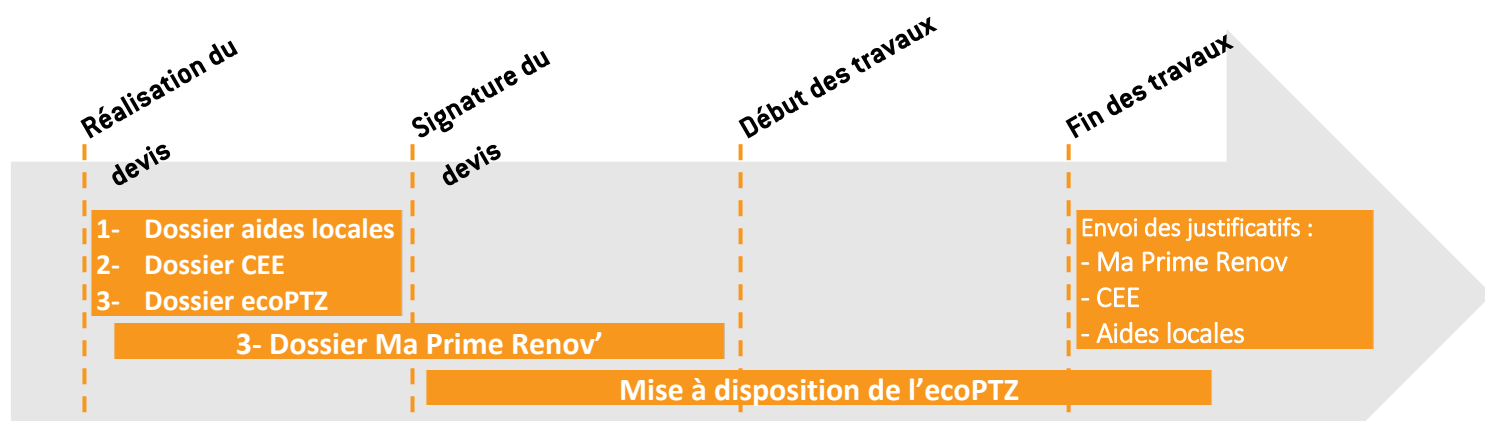 Réalisation du
devis
Signature du
devis
Début des travaux
Fin des travaux
1- Dossier aides locales
2- Dossier CEE
3- Dossier ecoPTZ
3- Dossier Ma Prime Renov’
Mise à disposition de l’ecoPTZ
Envoi des justificatifs :
- Ma Prime Renov
- CEE
- Aides locales